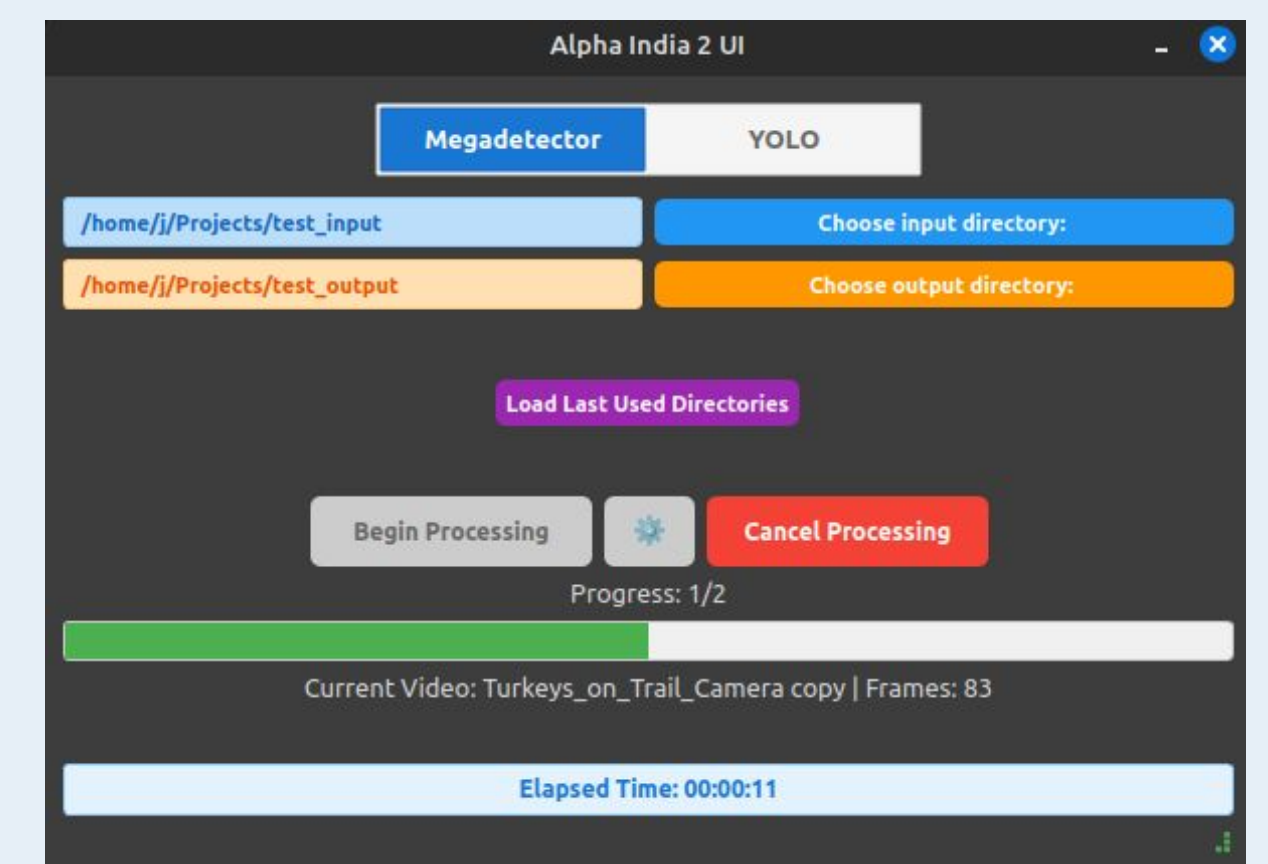 Alpha India 2 UI
Megadetector YOLO
/home/j/Projects/test_input Choose input directory:
/home/j/Projects/test_output Choose output directory:
Load Last Used Directories
Begin Processing Cancel Processing
Progress: 1/2
Current Video: Turkeys_on_Trail_Camera copy | Frames: 83
Elapsed Time: 00:00:11